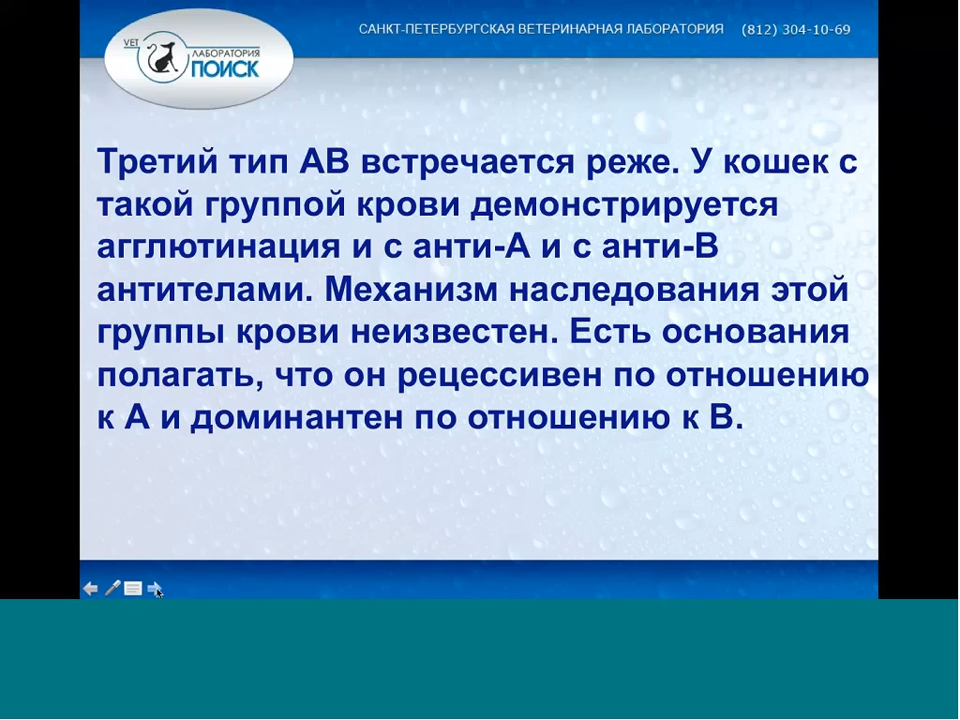 САНКТ-ПЕТЕРБУРГСКАЯ ВЕТЕРИНАРНАЯ ЛАБОРАТОРИЯ (812) 304-10-69
VET ЛАБОРАТОРИЯ
ПОИСК
Третий тип АВ встречается реже. У кошек с
такой группой крови демонстрируется
агглютинация и с анти-А и с анти-В
антителами. Механизм наследования этой
группы крови неизвестен. Есть основания
полагать, что он рецессивен по отношению
к А и доминантен по отношению к В.